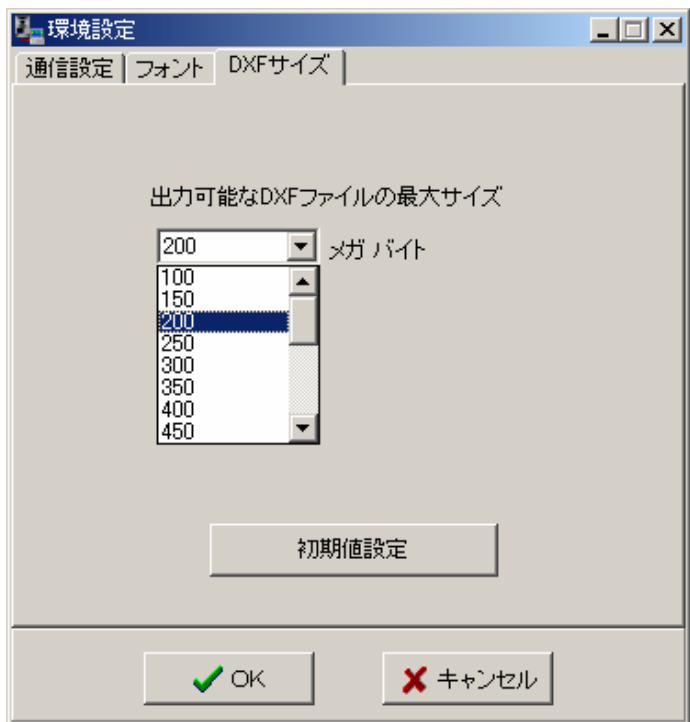 環境設定
通信設定 フォント DXFサイズ
出力可能なDXFファイルの最大サイズ
200 メガ バイト
100
150
200
250
300
350
400
450
初期値設定
OK キャンセル